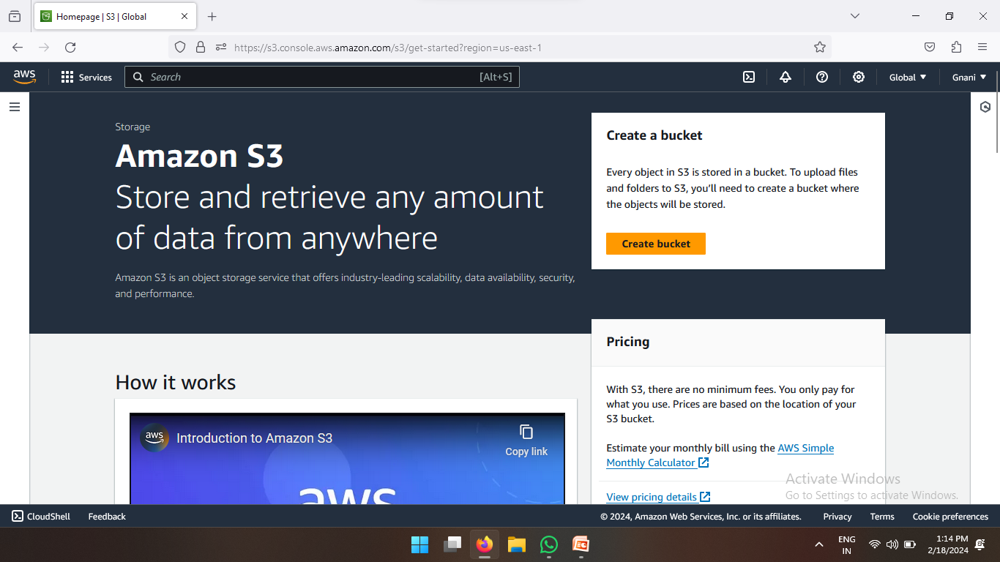 Homepage | S3 | Global
https://s3.console.aws.amazon.com/s3/get-started?region=us-east-1
aws
Services
Search
[Alt+S]
Global
Gnani
Storage
Amazon S3
Store and retrieve any amount
of data from anywhere
Amazon S3 is an object storage service that offers industry-leading scalability, data availability, security,
and performance.
Create a bucket
Every object in S3 is stored in a bucket. To upload files
and folders to S3, you'll need to create a bucket where
the objects will be stored.
Create bucket
How it works
aws
Introduction to Amazon S3
Copy link
aws
Pricing
With S3, there are no minimum fees. You only pay for
what you use. Prices are based on the location of your
S3 bucket.
Estimate your monthly bill using the AWS Simple
Monthly Calculator
View pricing details
Activate Windows
Go to Settings to activate Windows.
CloudShell
Feedback
© 2024, Amazon Web Services, Inc. or its affiliates.
Privacy
Terms
Cookie preferences
ENG
IN
1:14 PM
2/18/2024